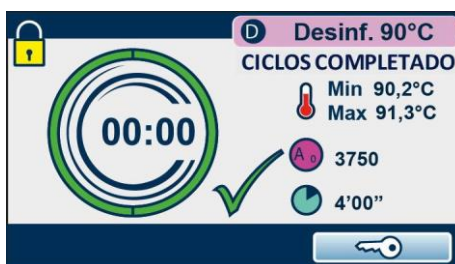 D Desinf. 90°C
CICLOS COMPLETADO
Min 90,2°C
Max 91,3°C
00:00
A₀ 3750
4'00"